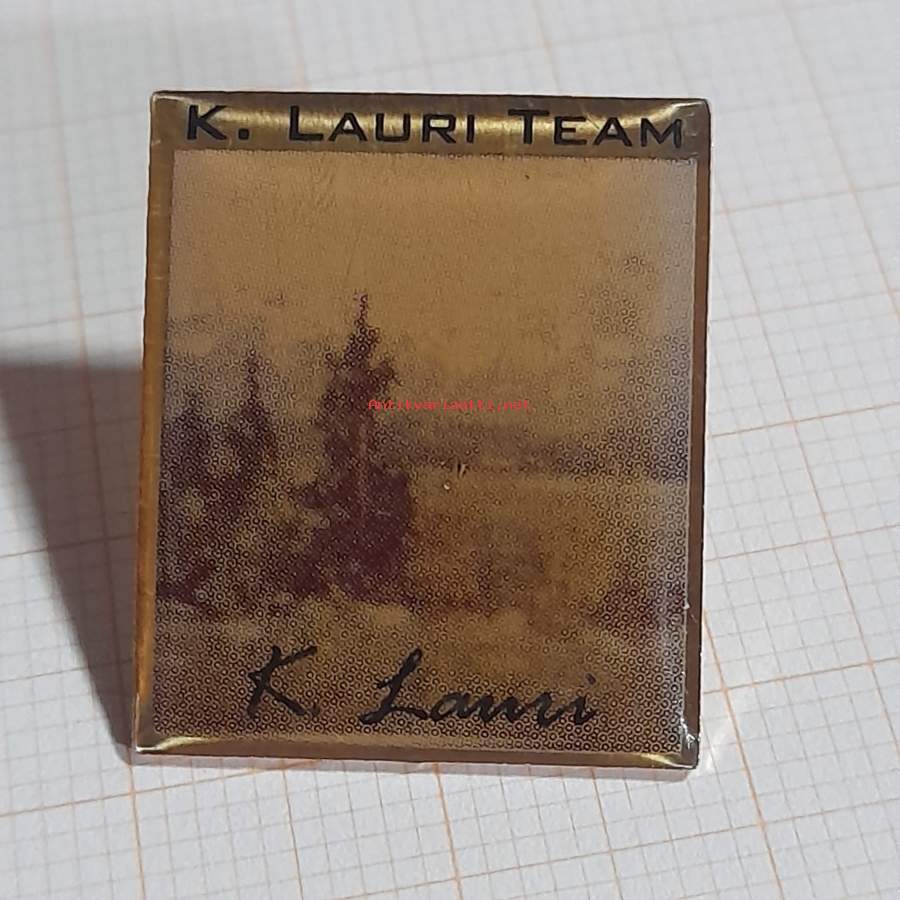 K. LAURI TEAM
Antikvariaatti.net
K. Lauri